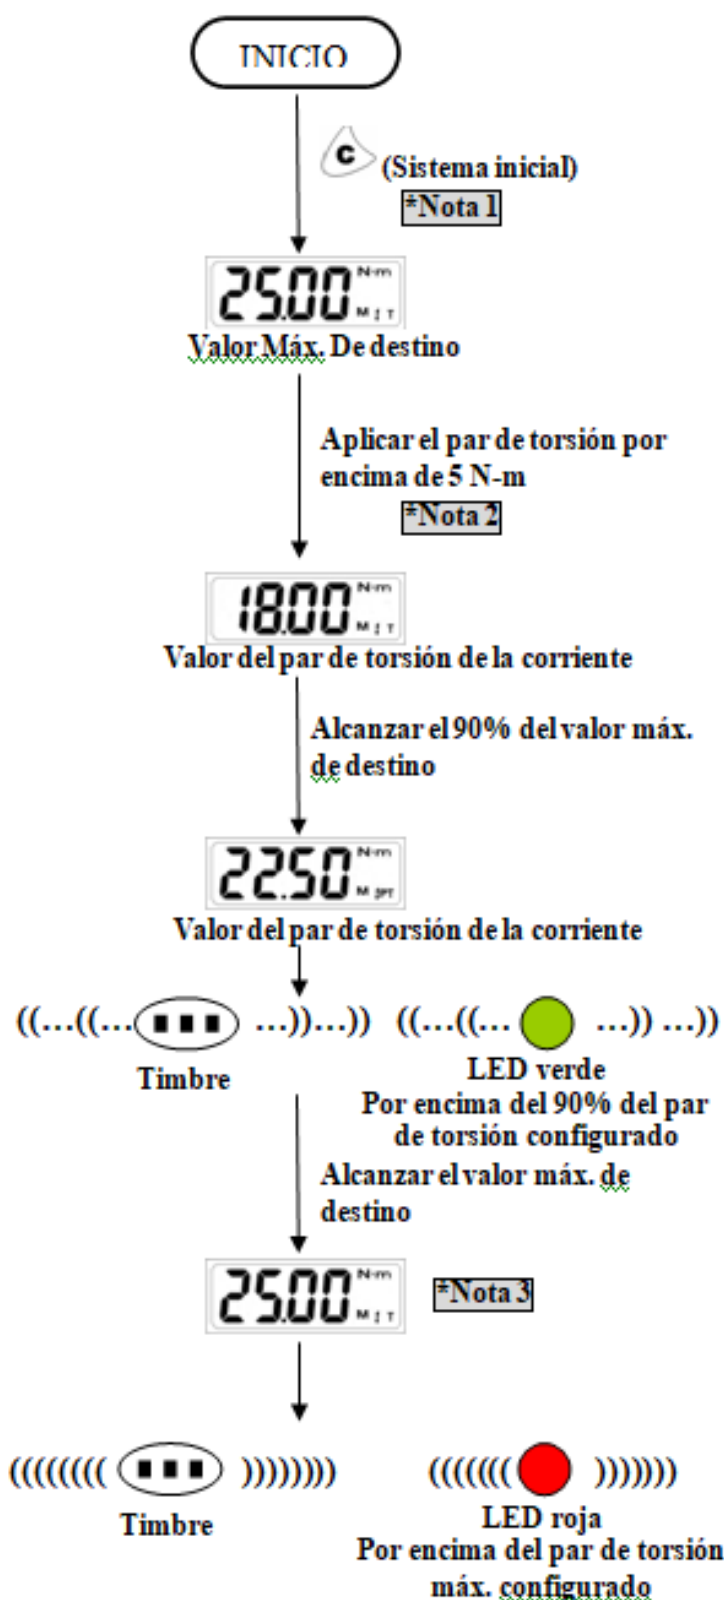 INICIO
C (Sistema inicial)
*Nota 1
25.00 N-m
Valor Máx. De destino
Aplicar el par de torsión por
encima de 5 N-m
*Nota 2
18.00 N-m
Valor del par de torsión de la corriente
Alcanzar el 90% del valor máx.
de destino
22.50 N-m
Valor del par de torsión de la corriente
((...((... ...))...)) ((...((... ...)) ...))
Timbre
LED verde
Por encima del 90% del par
de torsión configurado
Alcanzar el valor máx. de
destino
25.00 N-m
*Nota 3
(((((((( )))))))) ((((((( )))))))
Timbre
LED roja
Por encima del par de torsión
máx. configurado